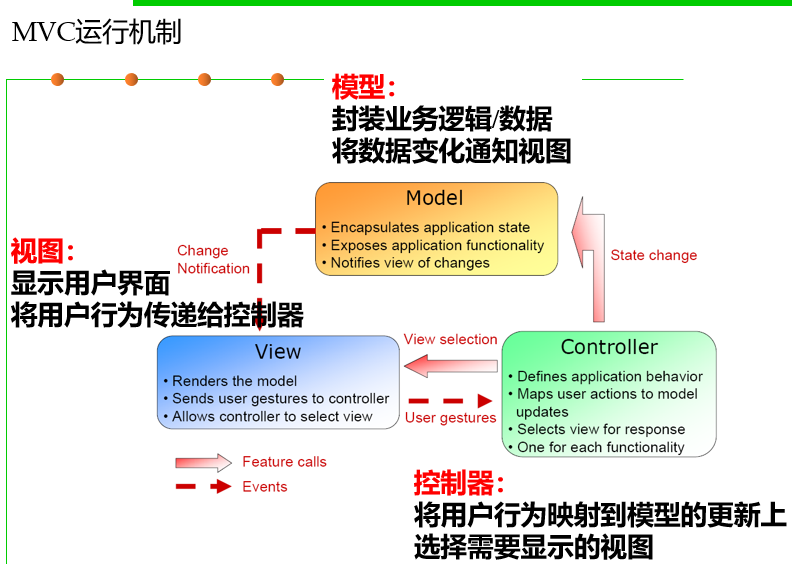 MVC运行机制
模型：
封装业务逻辑/数据
将数据变化通知视图
Model
• Encapsulates application state
• Exposes application functionality
• Notifies view of changes
Change
Notification
State change
视图：
显示用户界面
将用户行为传递给控制器
View
• Renders the model
• Sends user gestures to controller
• Allows controller to select view
View selection
User gestures
Controller
• Defines application behavior
• Maps user actions to model
updates
• Selects view for response
• One for each functionality
Feature calls
Events
控制器：
将用户行为映射到模型的更新上
选择需要显示的视图